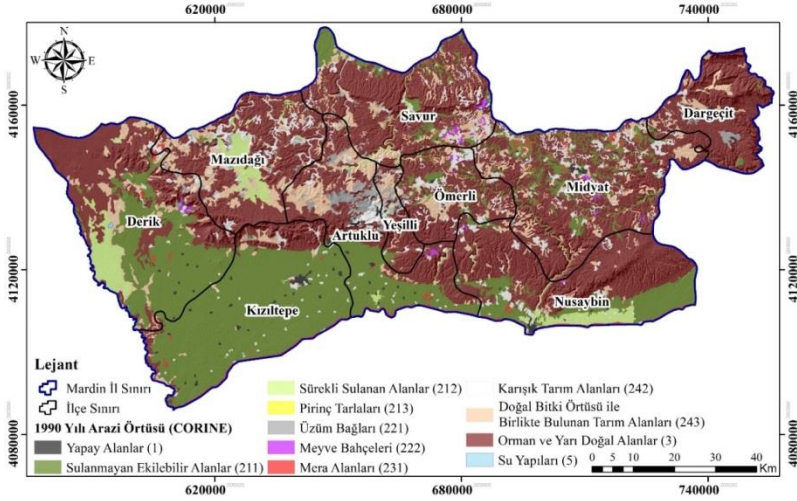 620000 680000 740000
N
W E
S
4160000 4160000
Savur
Dargeçit
Mazıdağı
Midyat
Ömerli
Derik
Yeşilli
Artuklu
4120000 4120000
Nusaybin
Kızıltepe
Lejant
Mardin İl Sınırı
İlçe Sınırı
1990 Yılı Arazi Örtüsü (CORINE)
Yapay Alanlar (1)
Sulanmayan Ekilebilir Alanlar (211)
Sürekli Sulanan Alanlar (212)
Pirinç Tarlaları (213)
Üzüm Bağları (221)
Meyve Bahçeleri (222)
Mera Alanları (231)
Karışık Tarım Alanları (242)
Doğal Bitki Örtüsü ile
Birlikte Bulunan Tarım Alanları (243)
Orman ve Yarı Doğal Alanlar (3)
Su Yapıları (5)
0 5 10 20 30 40
Km
4080000 4080000
620000 680000 740000